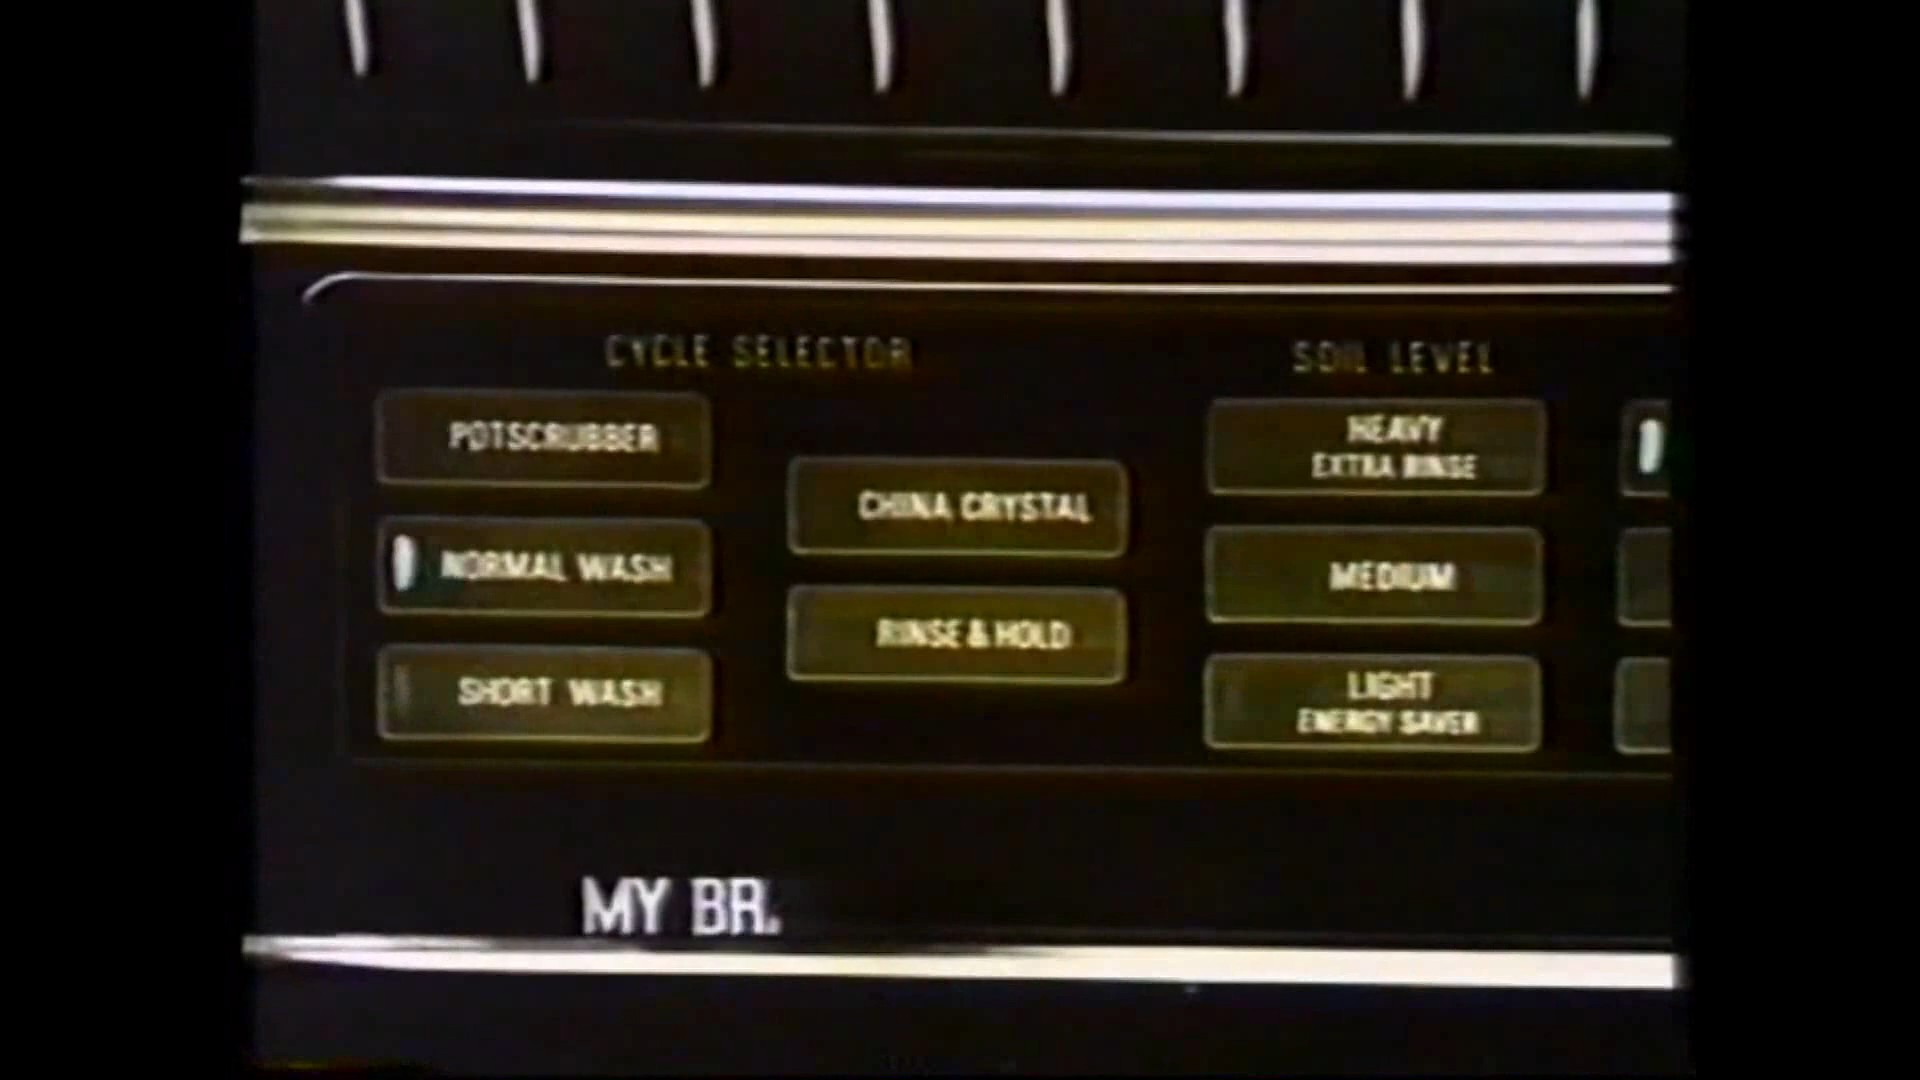 CYCLE SELECTOR
POTSCRUBBER
NORMAL WASH
SHORT WASH
CHINA CRYSTAL
RINSE & HOLD
SOIL LEVEL
HEAVY
EXTRA RINSE
MEDIUM
LIGHT
ENERGY SAVER
MY BR.